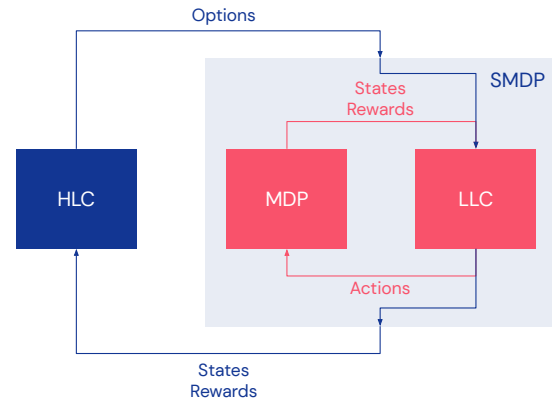 Options
SMDP
States
Rewards
HLC
MDP
LLC
Actions
States
Rewards